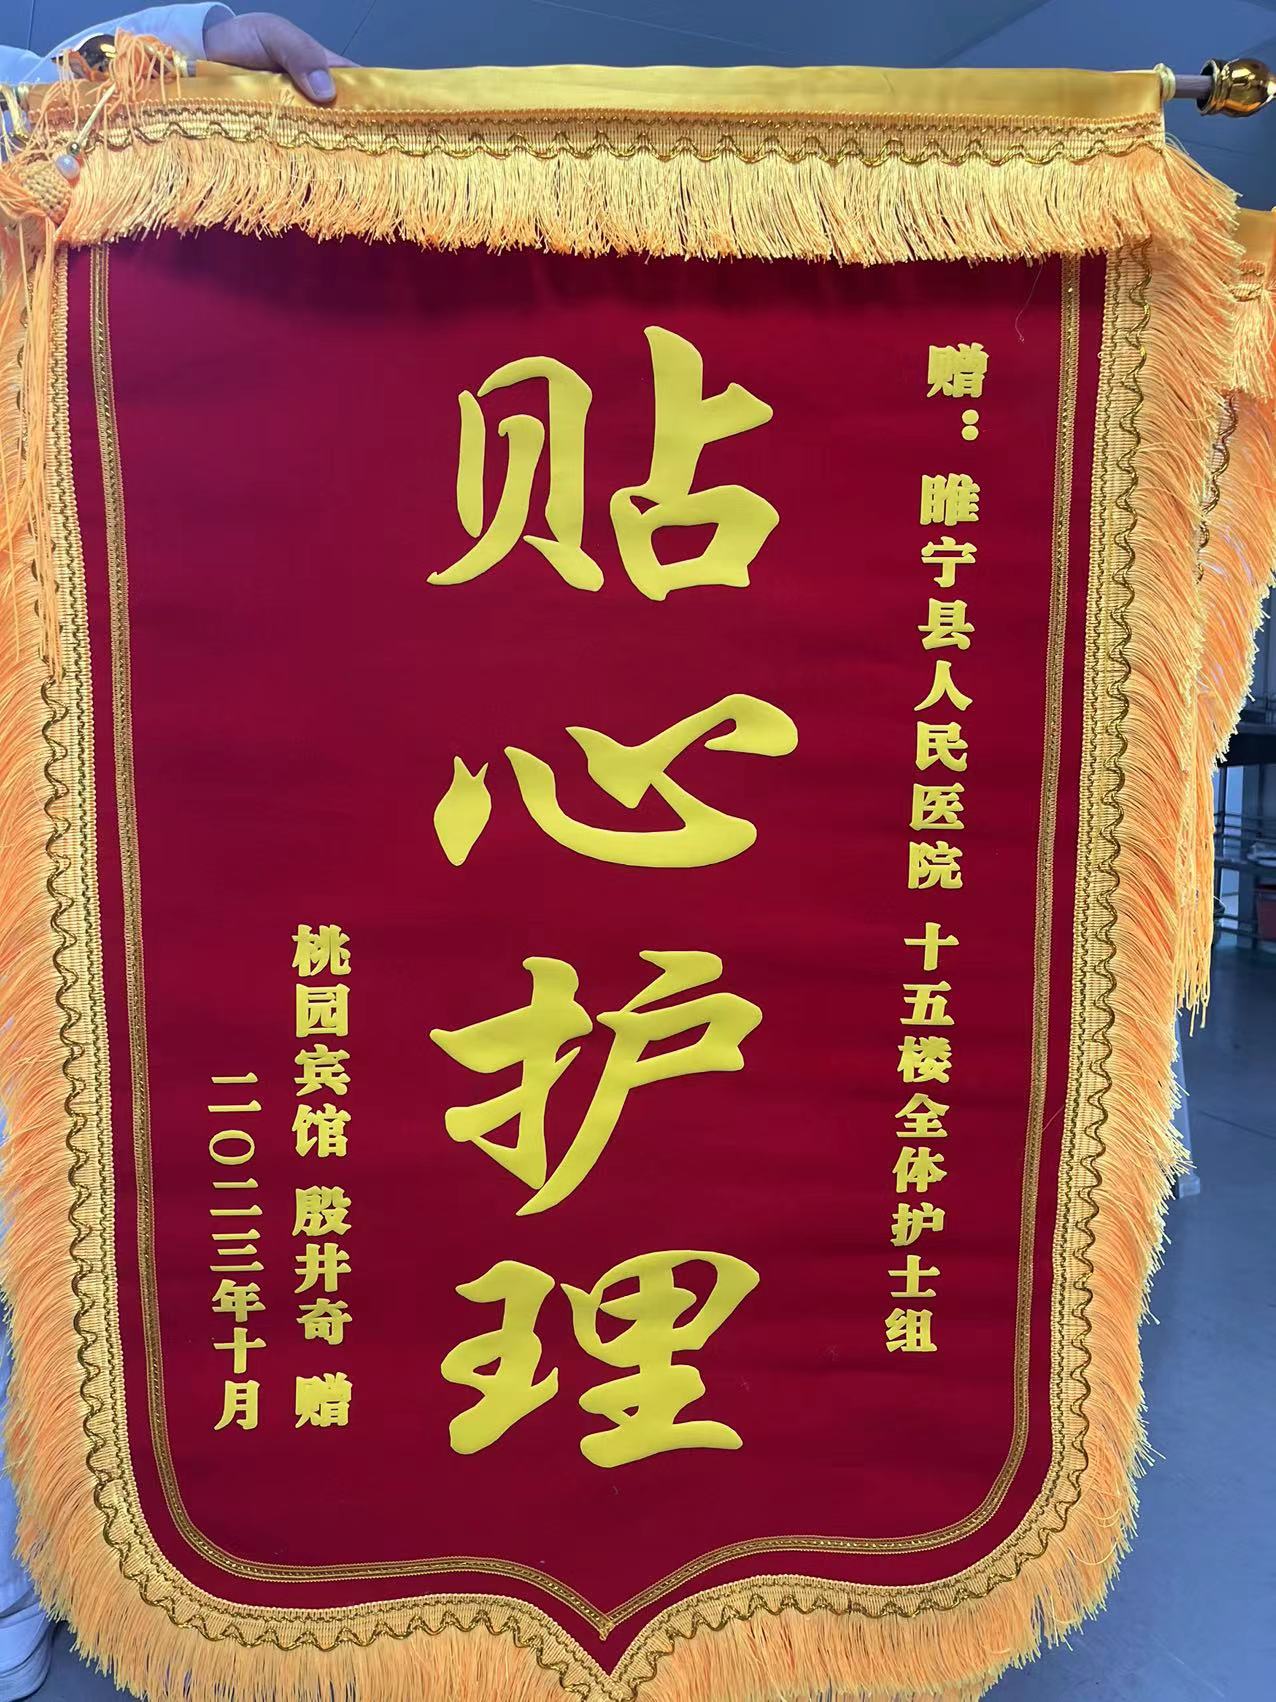 赠：睢宁县人民医院 十五楼全体护士组
贴心护理
桃园宾馆 殷井奇 赠
二〇二三年十月